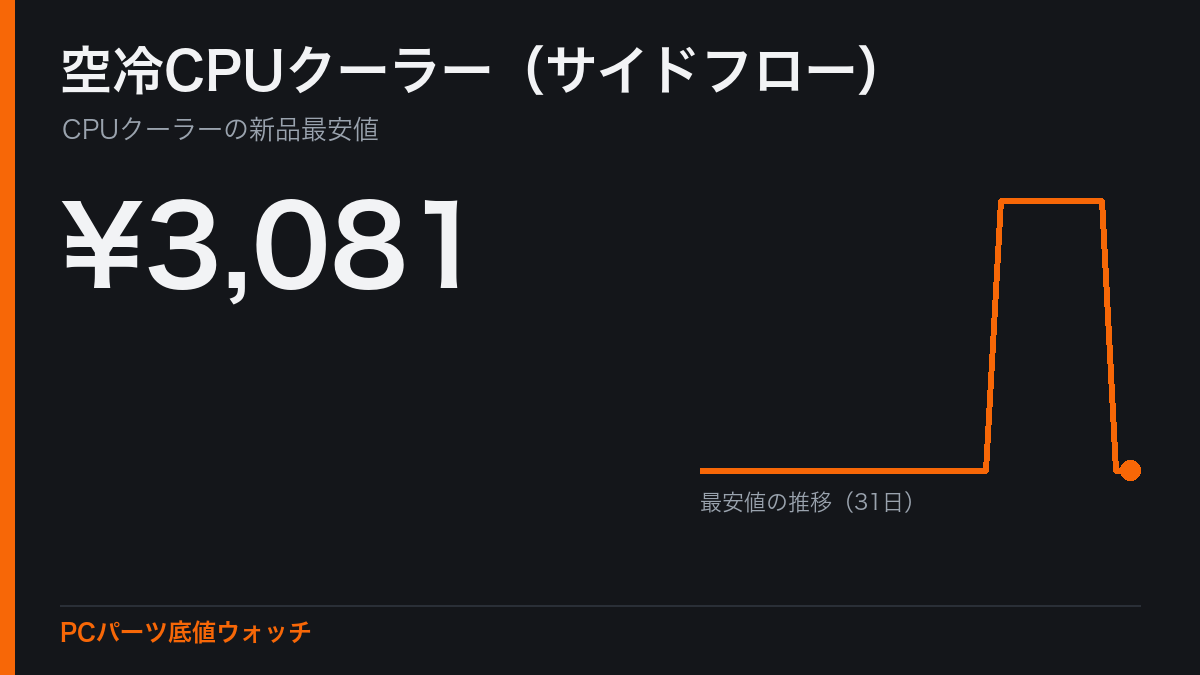 空冷CPUクーラー（サイドフロー）
CPUクーラーの新品最安値
¥3,081
最安値の推移（31日）
PCパーツ底値ウォッチ